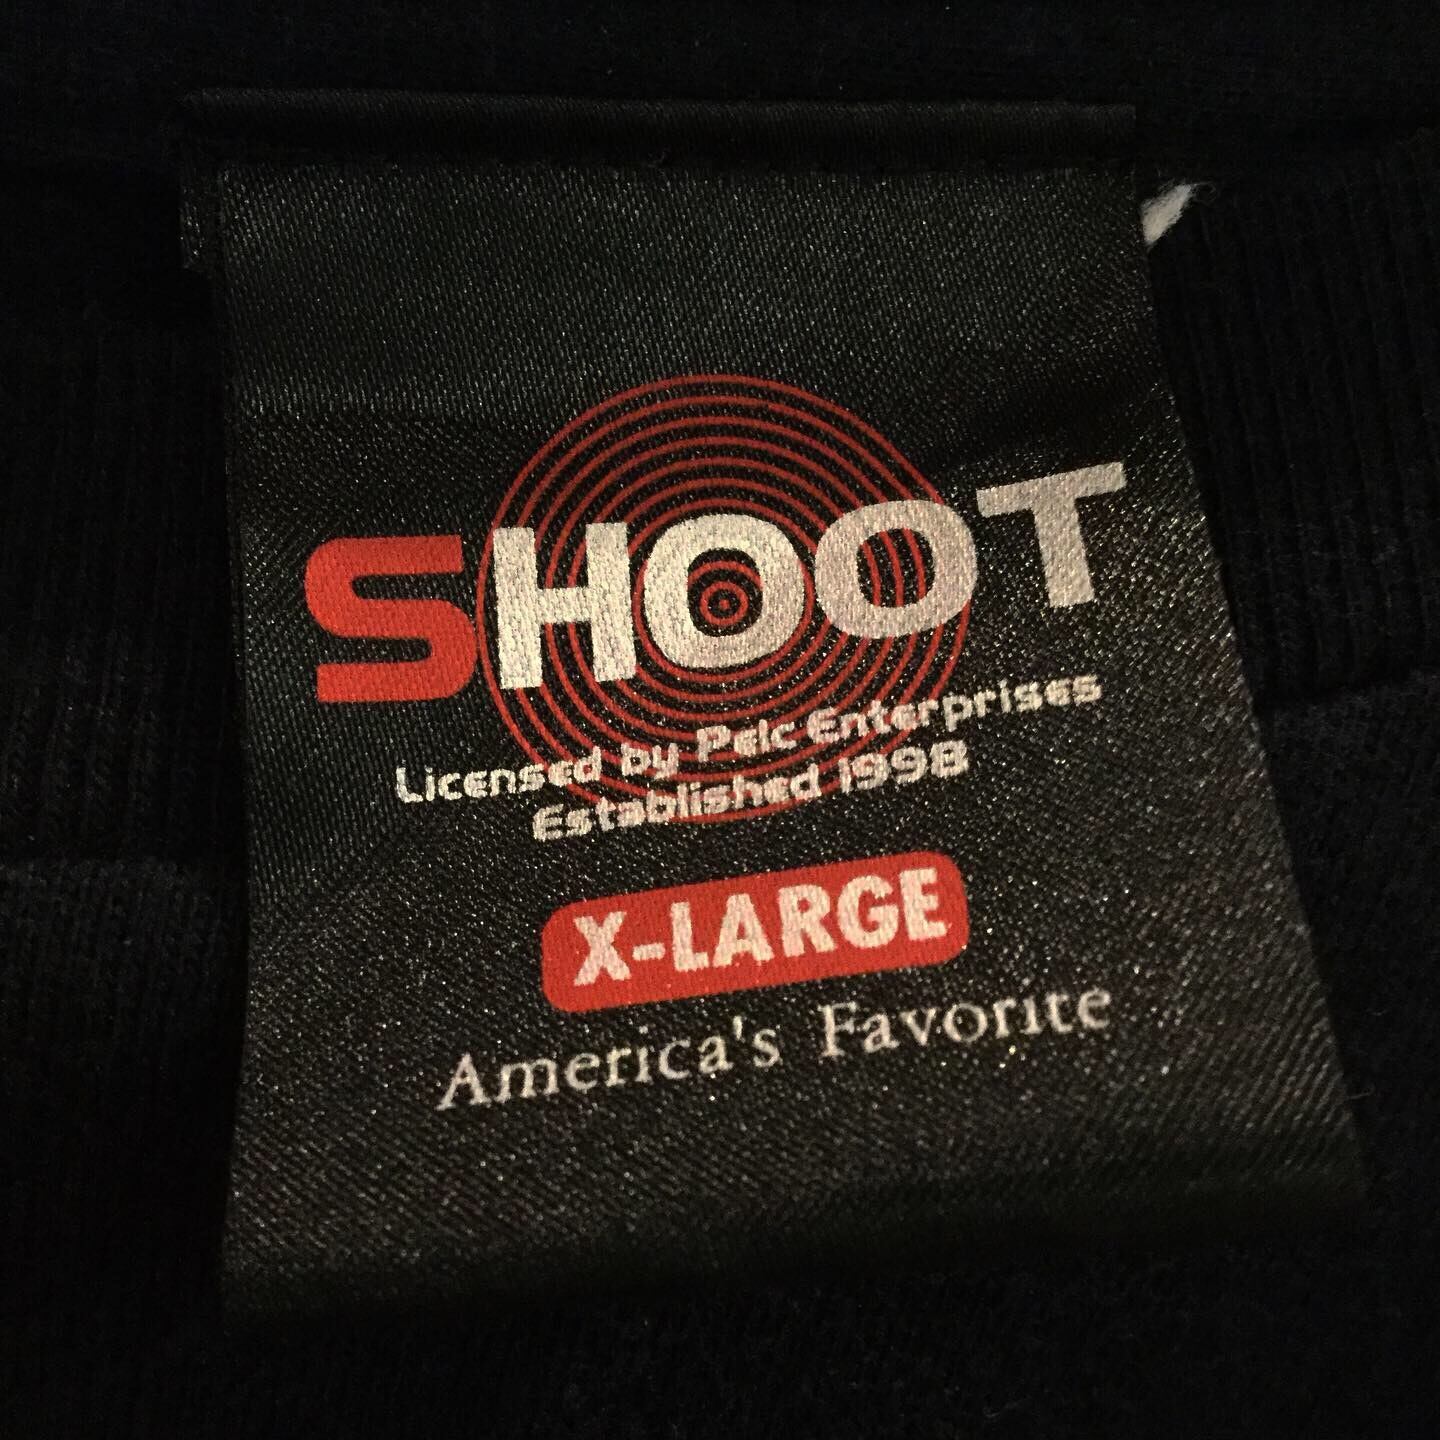 SHOOT
Licensed by Pelc Enterprises
Established 1998
X-LARGE
America's Favorite